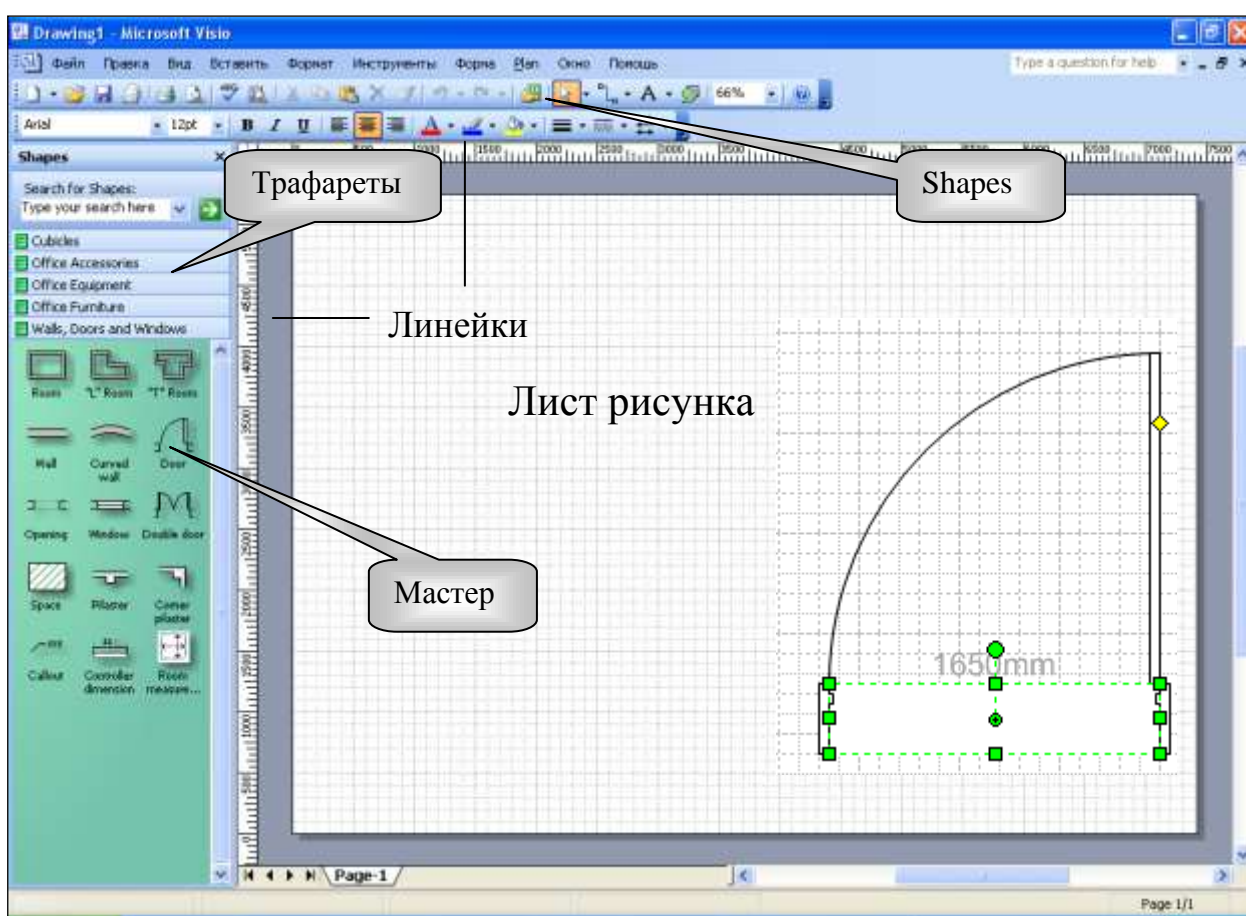 Drawing1 - Microsoft Visio
Файл Правка Вид Вставить Формат Инструменты Форма Plan Окно Помощь
Type a question for help
66%
Arial
12pt
Shapes
Search for Shapes:
Type your search here
Cubicles
Office Accessories
Office Equipment
Office Furniture
Walls, Doors and Windows
Room "L" Room "T" Room
Wall Curved wall Door
Opening Window Double door
Space Pilaster Corner pilaster
Callout Controller dimension Room measure...
Трафареты
Shapes
Линейки
Лист рисунка
Мастер
1650mm
Page-1
Page 1/1